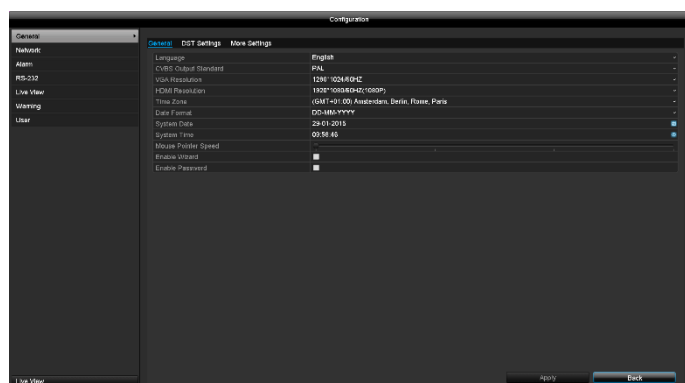 Configuration
General
Network
Alarm
RS-232
Live View
Warning
User
General DST Settings More Settings
Language English
CVBS Output Standard PAL
VGA Resolution 1280*1024/60HZ
HDMI Resolution 1920*1080/60HZ(1080P)
Time Zone (GMT+01:00) Amsterdam, Berlin, Rome, Paris
Date Format DD-MM-YYYY
System Date 29-01-2015
System Time 09:56:46
Mouse Pointer Speed
Enable Wizard
Enable Password
Live View
Apply Back